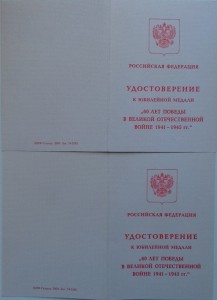 РОССИЙСКАЯ ФЕДЕРАЦИЯ
УДОСТОВЕРЕНИЕ
К ЮБИЛЕЙНОЙ МЕДАЛИ
„60 ЛЕТ ПОБЕДЫ
В ВЕЛИКОЙ ОТЕЧЕСТВЕННОЙ
ВОЙНЕ 1941—1945 гг."
РОССИЙСКАЯ ФЕДЕРАЦИЯ
УДОСТОВЕРЕНИЕ
К ЮБИЛЕЙНОЙ МЕДАЛИ
„60 ЛЕТ ПОБЕДЫ
В ВЕЛИКОЙ ОТЕЧЕСТВЕННОЙ
ВОЙНЕ 1941—1945 гг."